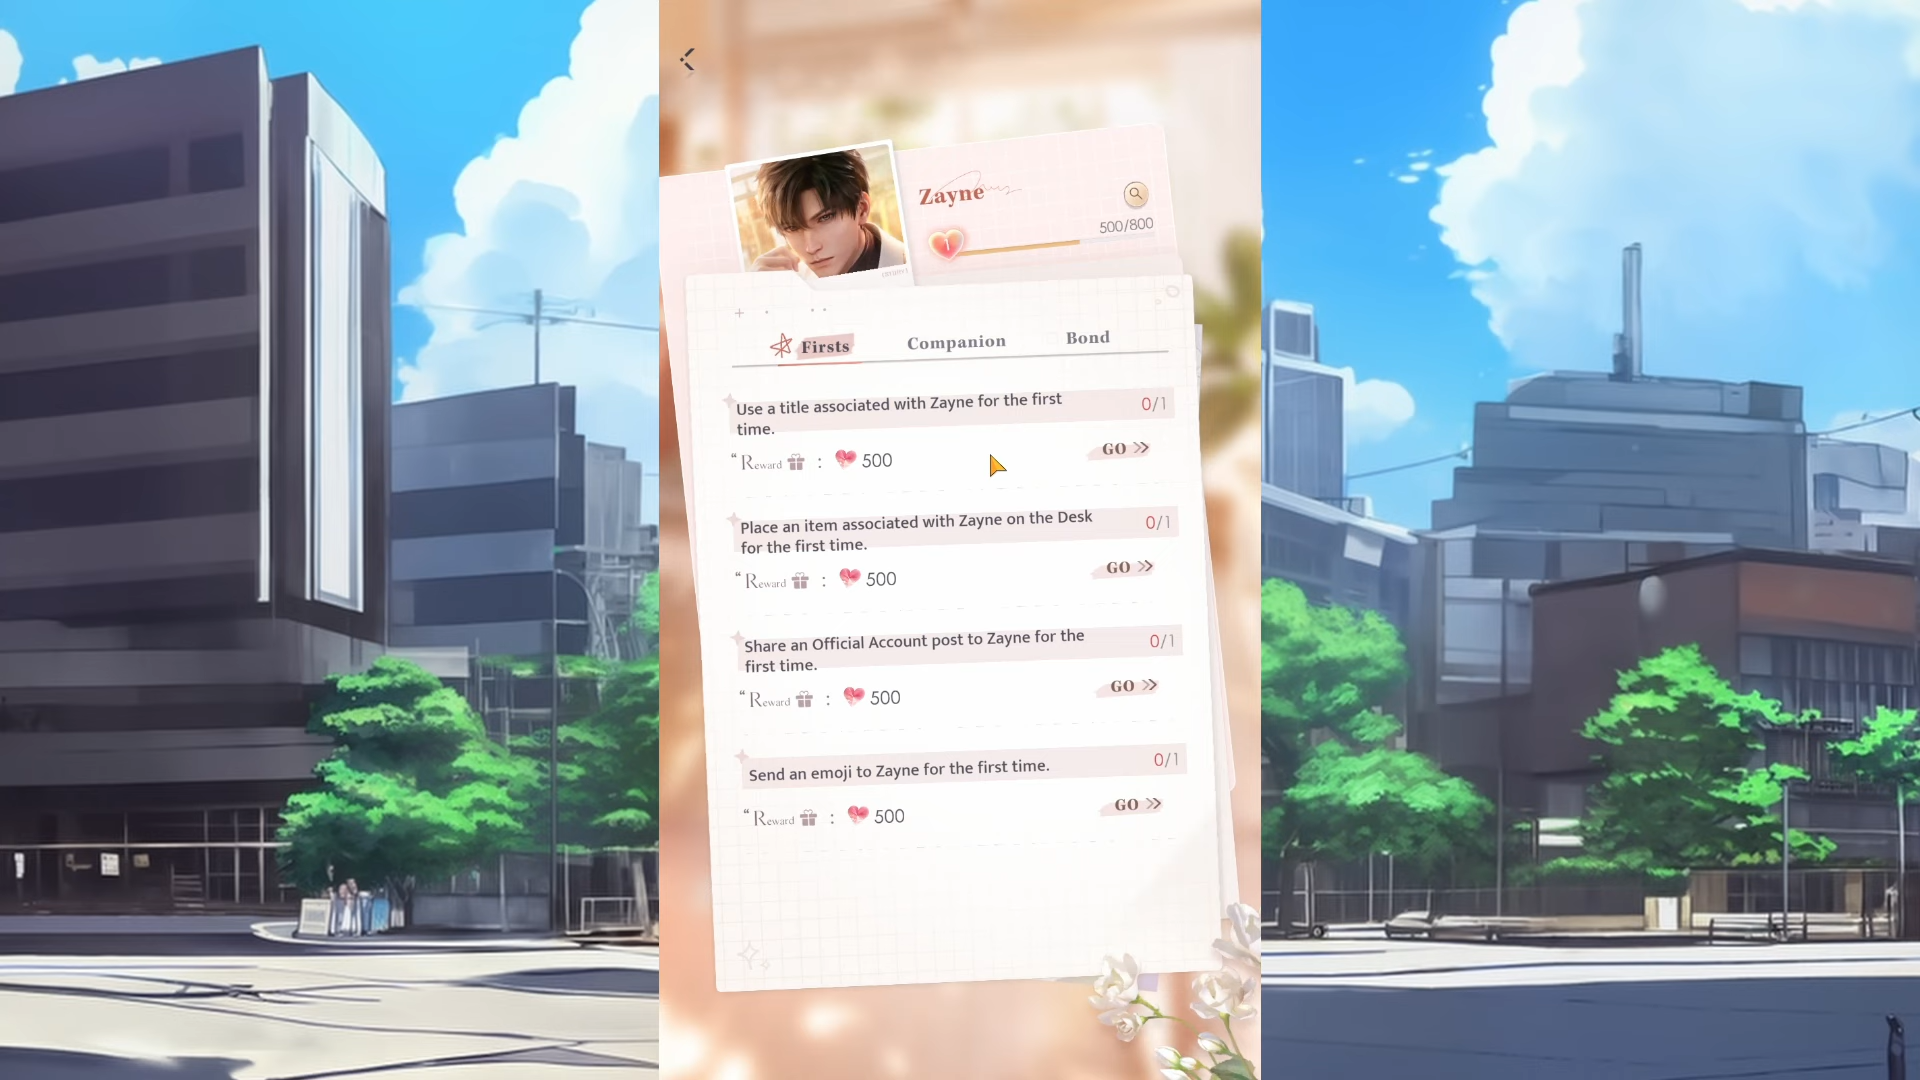 Zayne
1
500/800
Firsts
Companion
Bond
Use a title associated with Zayne for the first
time.
0/1
“Reward : 500
GO
Place an item associated with Zayne on the Desk
for the first time.
0/1
“Reward : 500
GO
Share an Official Account post to Zayne for the
first time.
0/1
“Reward : 500
GO
Send an emoji to Zayne for the first time.
0/1
“Reward : 500
GO